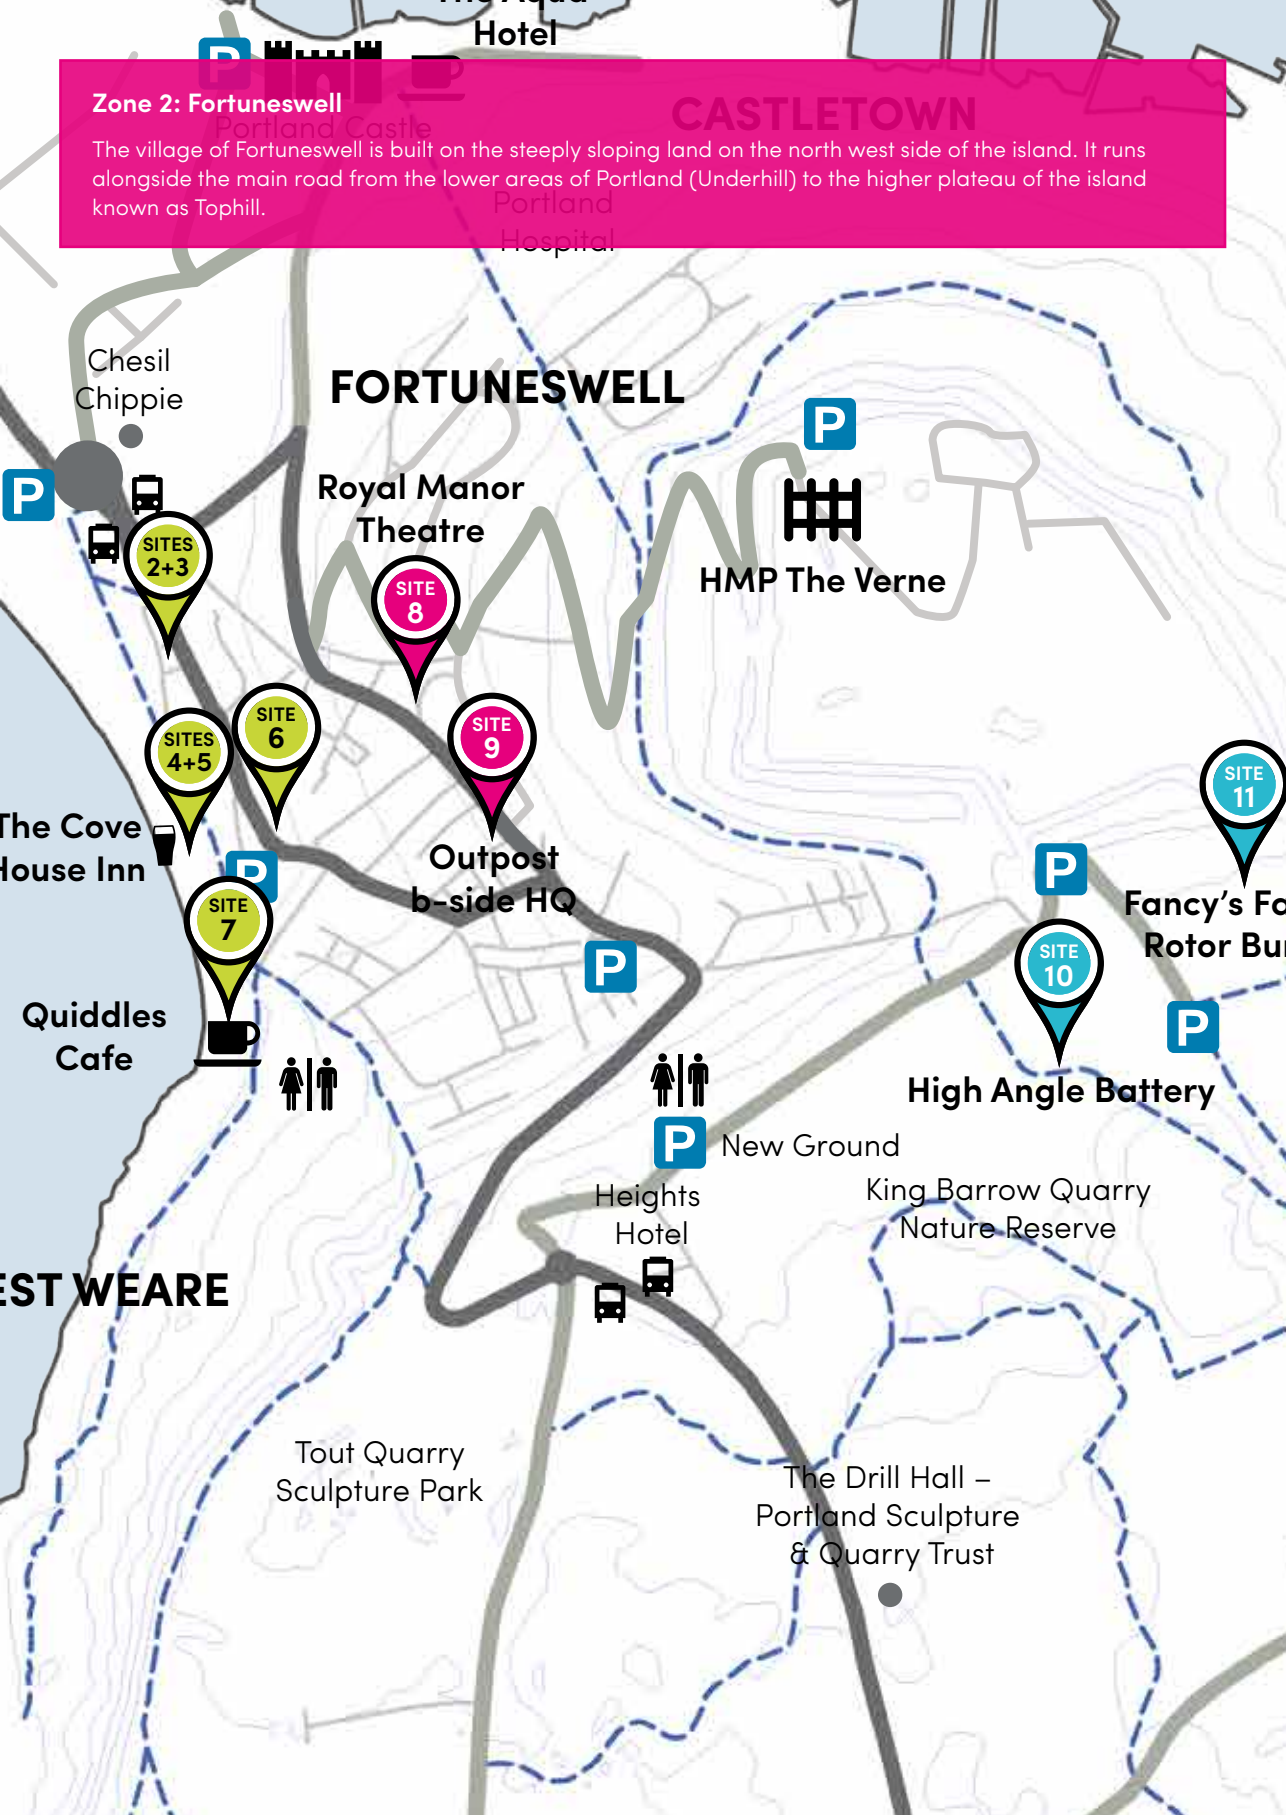 The Aqua
Hotel
P
Zone 2: Fortuneswell
Portland Castle
CASTLETOWN
The village of Fortuneswell is built on the steeply sloping land on the north west side of the island. It runs
alongside the main road from the lower areas of Portland (Underhill) to the higher plateau of the island
known as Tophill.
Portland
Hospital
Chesil
Chippie
FORTUNESWELL
P
P
Royal Manor
Theatre
SITES
2+3
HMP The Verne
SITE
8
SITES
4+5
SITE
6
SITE
9
SITE
11
The Cove
House Inn
P
Outpost
b-side HQ
P
Fancy's
Rotor
SITE
7
P
SITE
10
Quiddles
Cafe
P
High Angle Battery
P
New Ground
Heights
Hotel
King Barrow Quarry
Nature Reserve
EST WEARE
Tout Quarry
Sculpture Park
The Drill Hall –
Portland Sculpture
& Quarry Trust